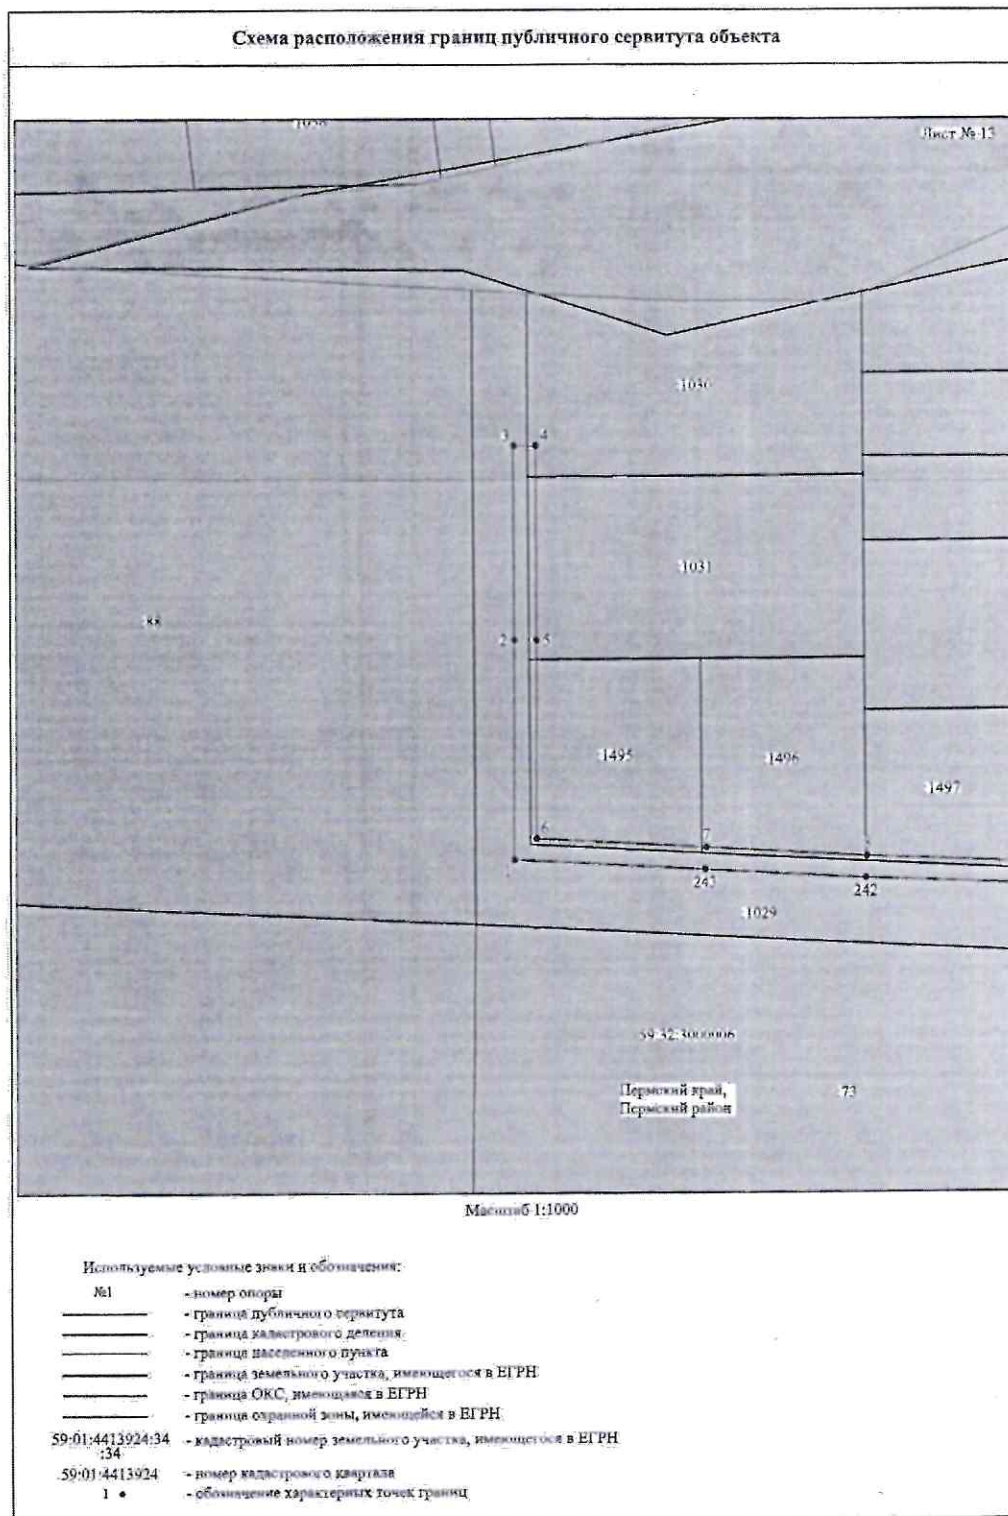 Схема расположения границ публичного сервитута объекта
Лист № 13
1036
3
4
1031
2
5
1495
1496
1497
6
7
243
242
1029
59:32:3000006
Пермский край,
Пермский район
:73
Масштаб 1:1000
Используемые условные знаки и обозначения:
№1 - номер опоры
- граница публичного сервитута
- граница кадастрового деления
- граница населенного пункта
- граница земельного участка, имеющегося в ЕГРН
- граница ОКС, имеющаяся в ЕГРН
- граница охранной зоны, имеющейся в ЕГРН
59:01:4413924:34 - кадастровый номер земельного участка, имеющегося в ЕГРН
:34
59:01:4413924 - номер кадастрового квартала
1 - обозначение характерных точек границ